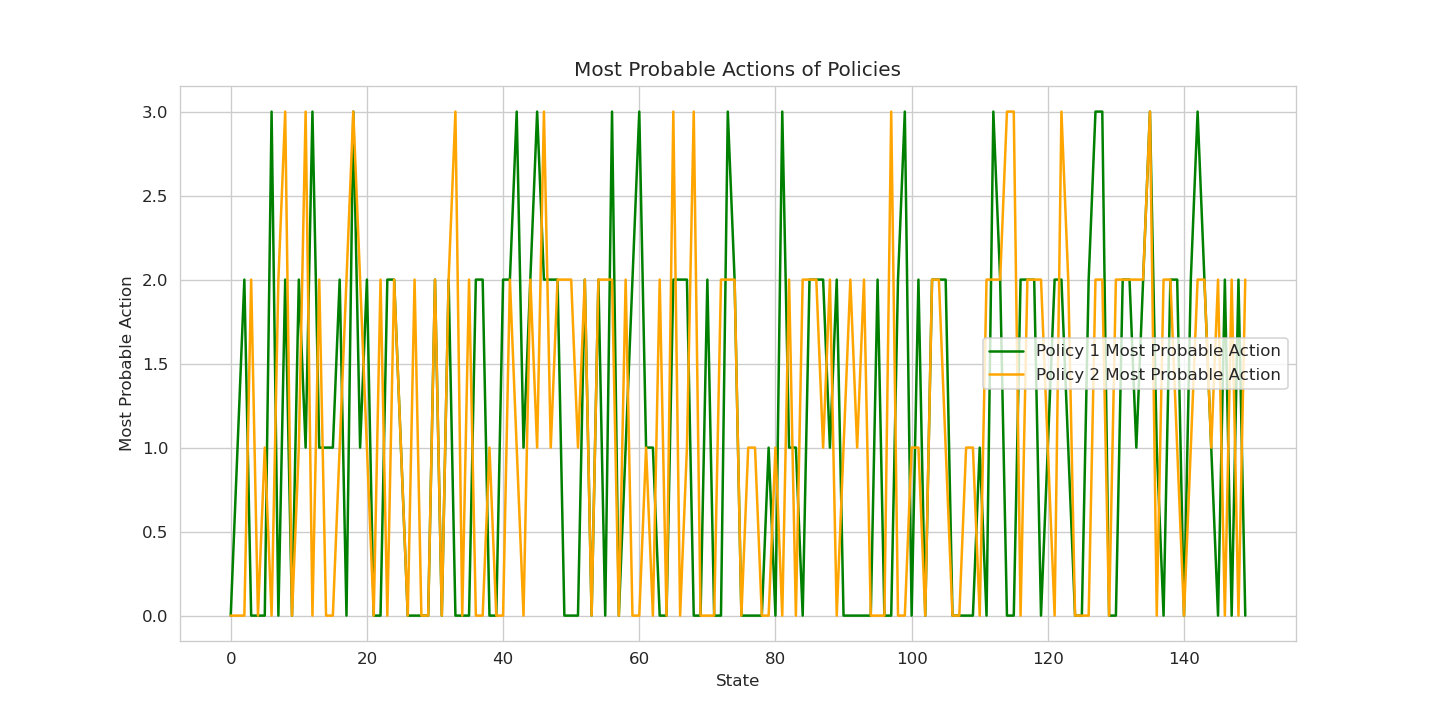 Most Probable Actions of Policies
Most Probable Action
3.0
2.5
2.0
1.5
1.0
0.5
0.0
Policy 1 Most Probable Action
Policy 2 Most Probable Action
0 20 40 60 80 100 120 140
State